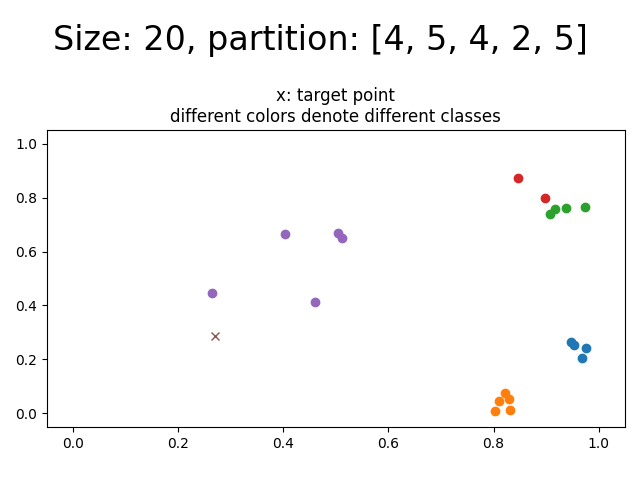 Size: 20, partition: [4, 5, 4, 2, 5]
x: target point
different colors denote different classes
1.0
0.8
0.6
0.4
0.2
0.0
0.0 0.2 0.4 0.6 0.8 1.0